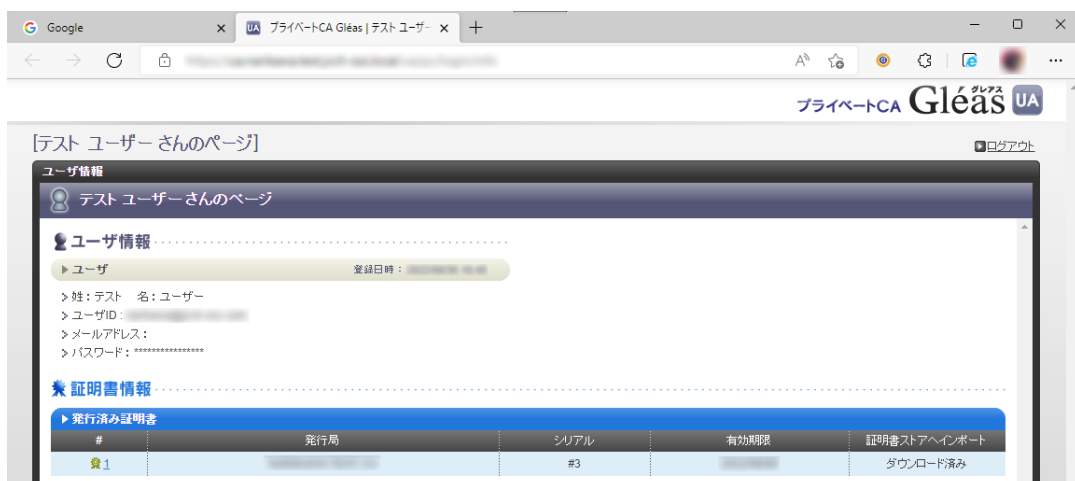 Google
プライベートCA Gléas | テスト ユーザー
プライベートCA Gléas グレアス UA
[テスト ユーザー さんのページ]
ログアウト
ユーザ情報
テスト ユーザー さんのページ
ユーザ情報
ユーザ 登録日時：
姓：テスト 名：ユーザー
ユーザID：
メールアドレス：
パスワード：***************
証明書情報
発行済み証明書
# 発行局 シリアル 有効期限 証明書ストアへインポート
1 #3 ダウンロード済み